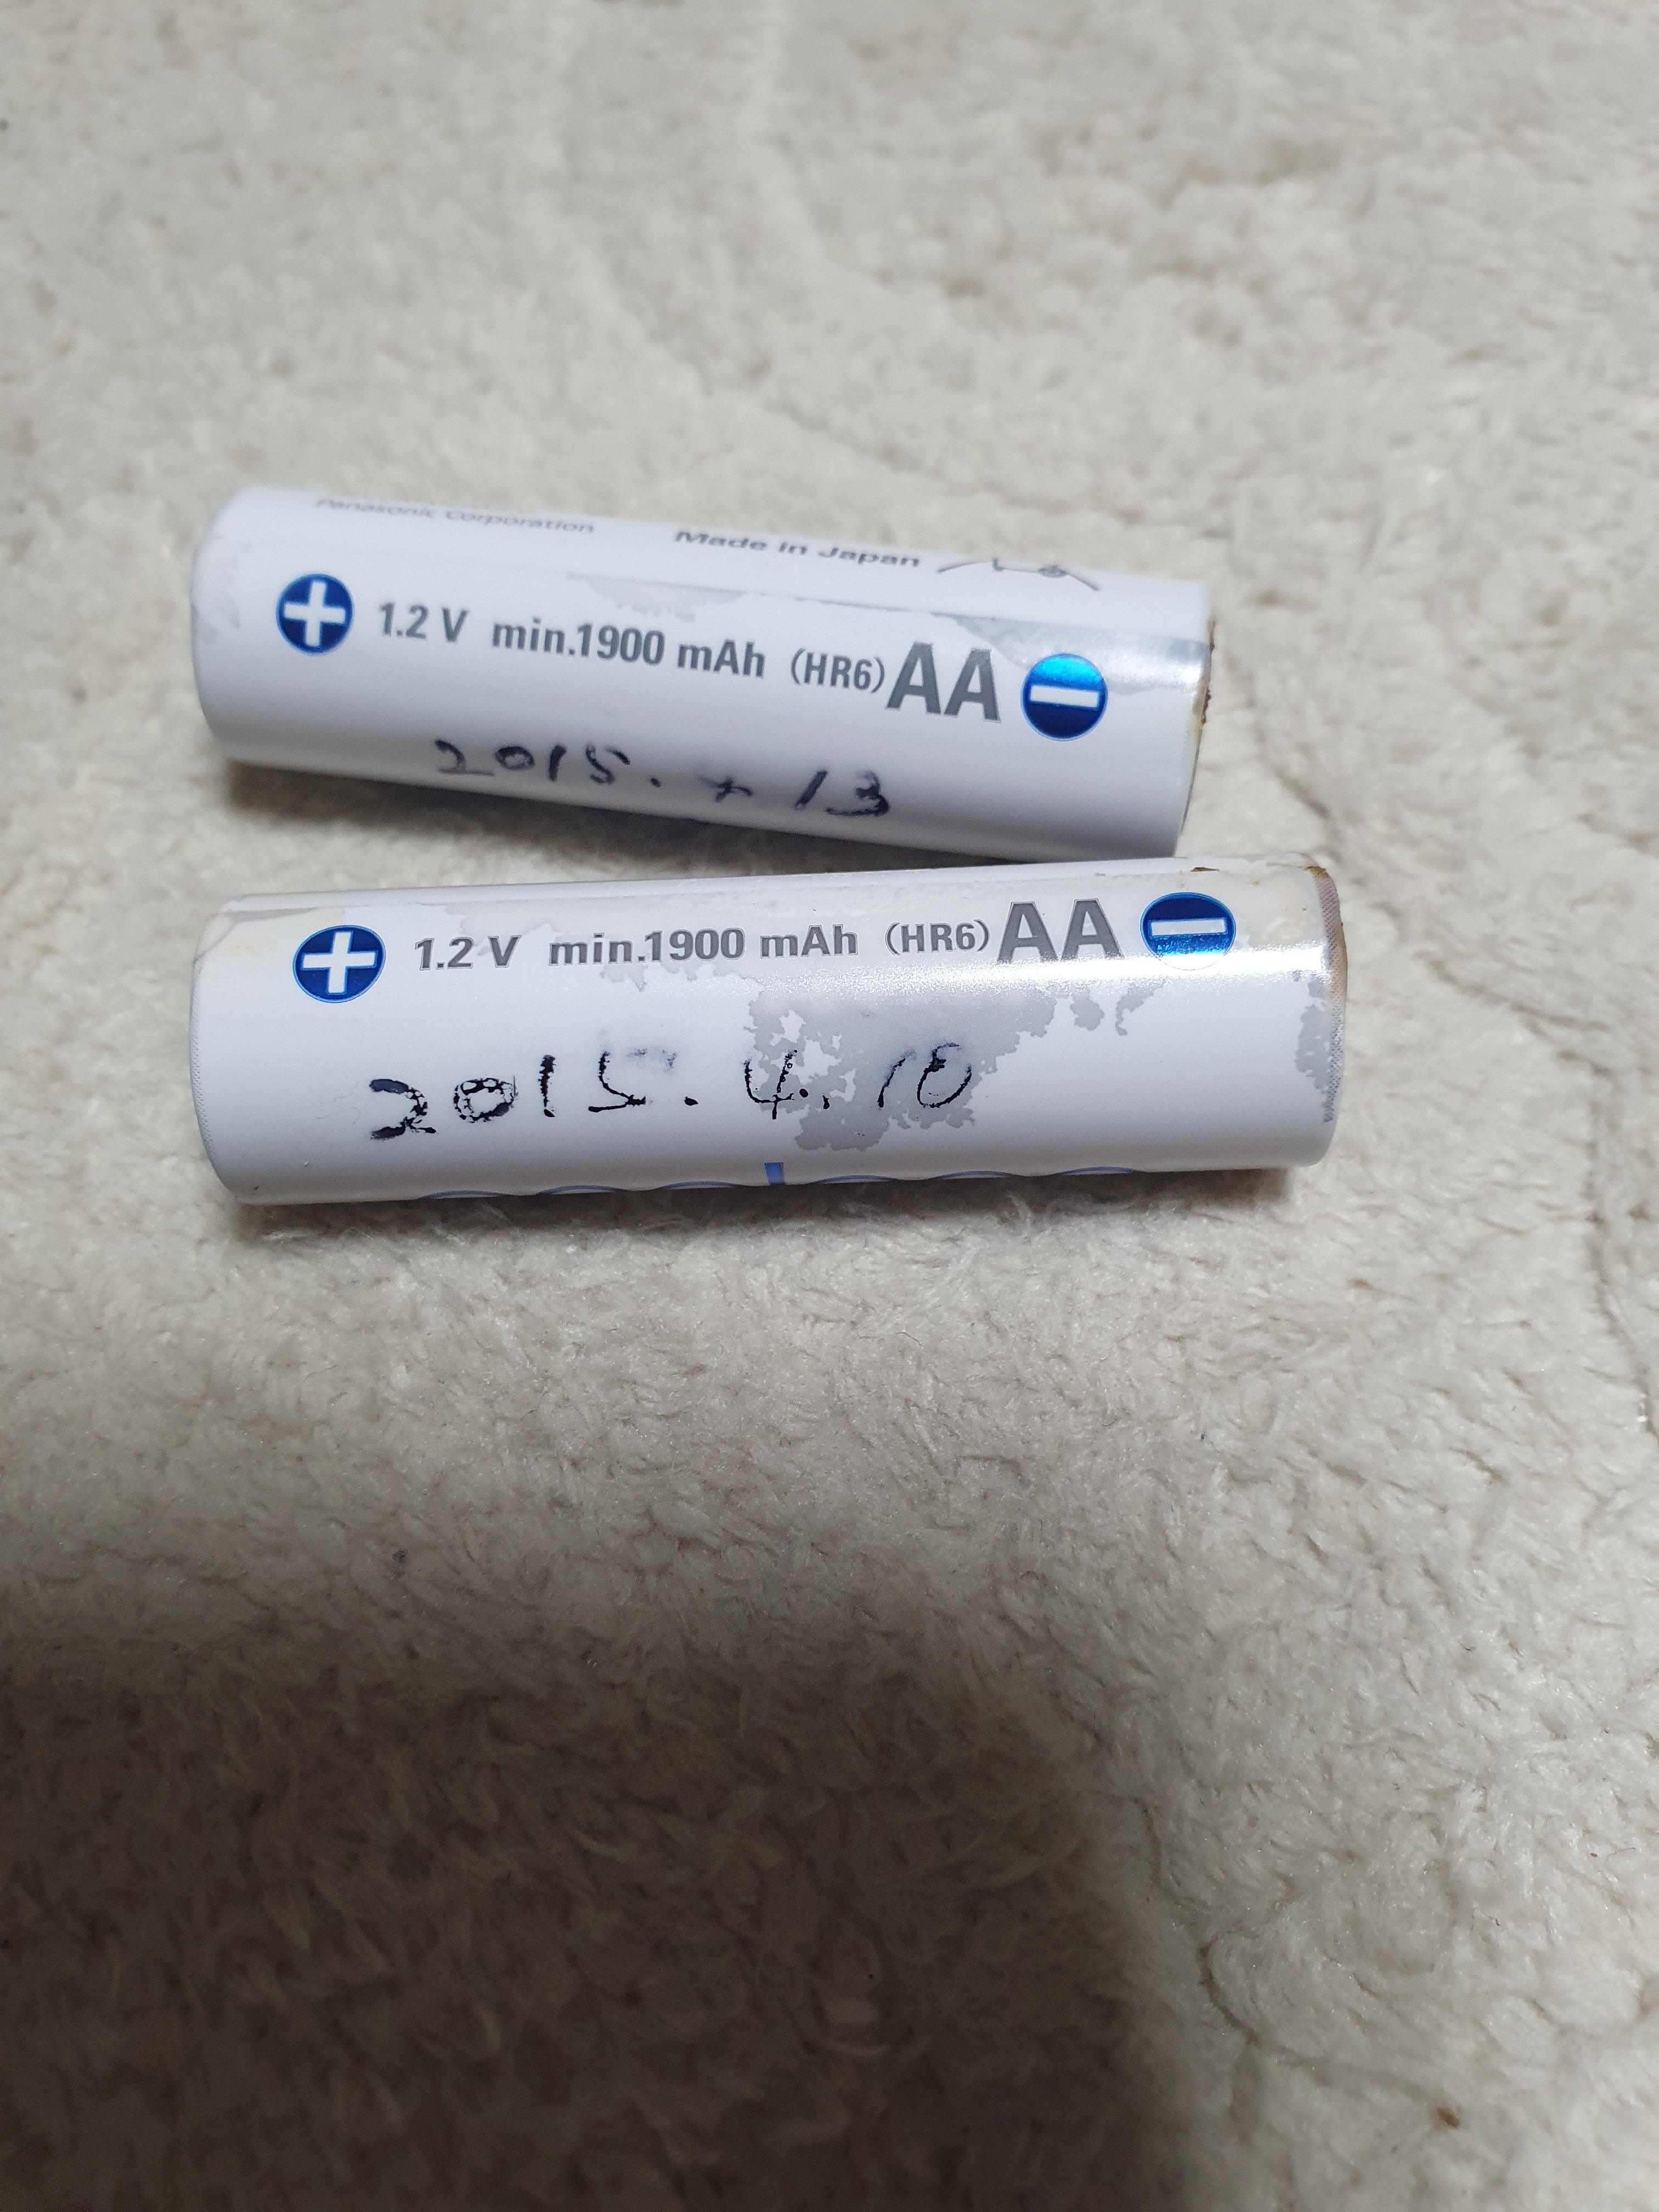 Panasonic Corporation Made in Japan
1.2 V min.1900 mAh (HR6) AA
2015. 13
1.2 V min.1900 mAh (HR6) AA
2015.4.10